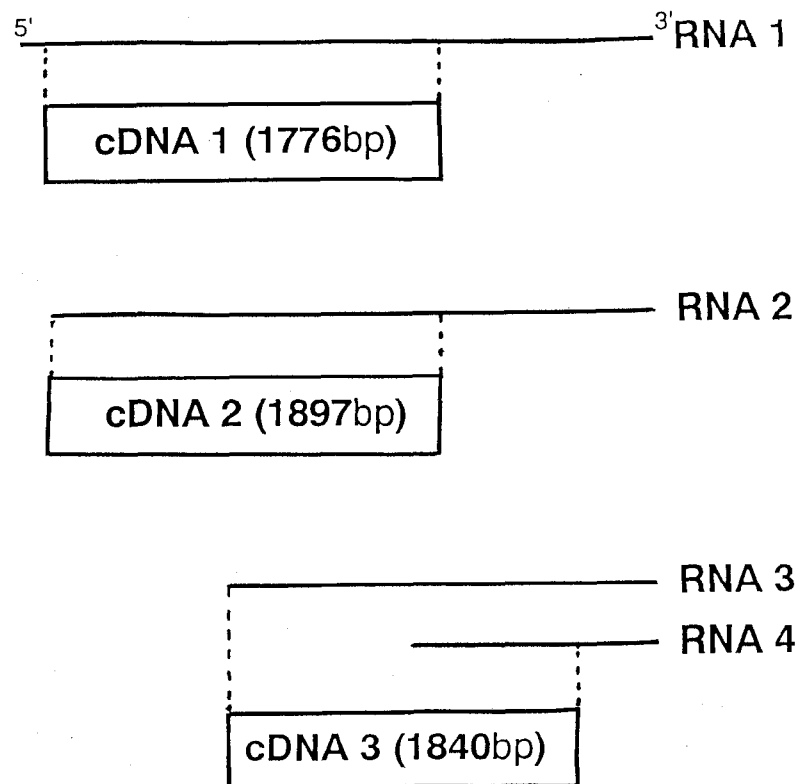 5' 3' RNA 1
cDNA 1 (1776bp)
RNA 2
cDNA 2 (1897bp)
RNA 3
RNA 4
cDNA 3 (1840bp)